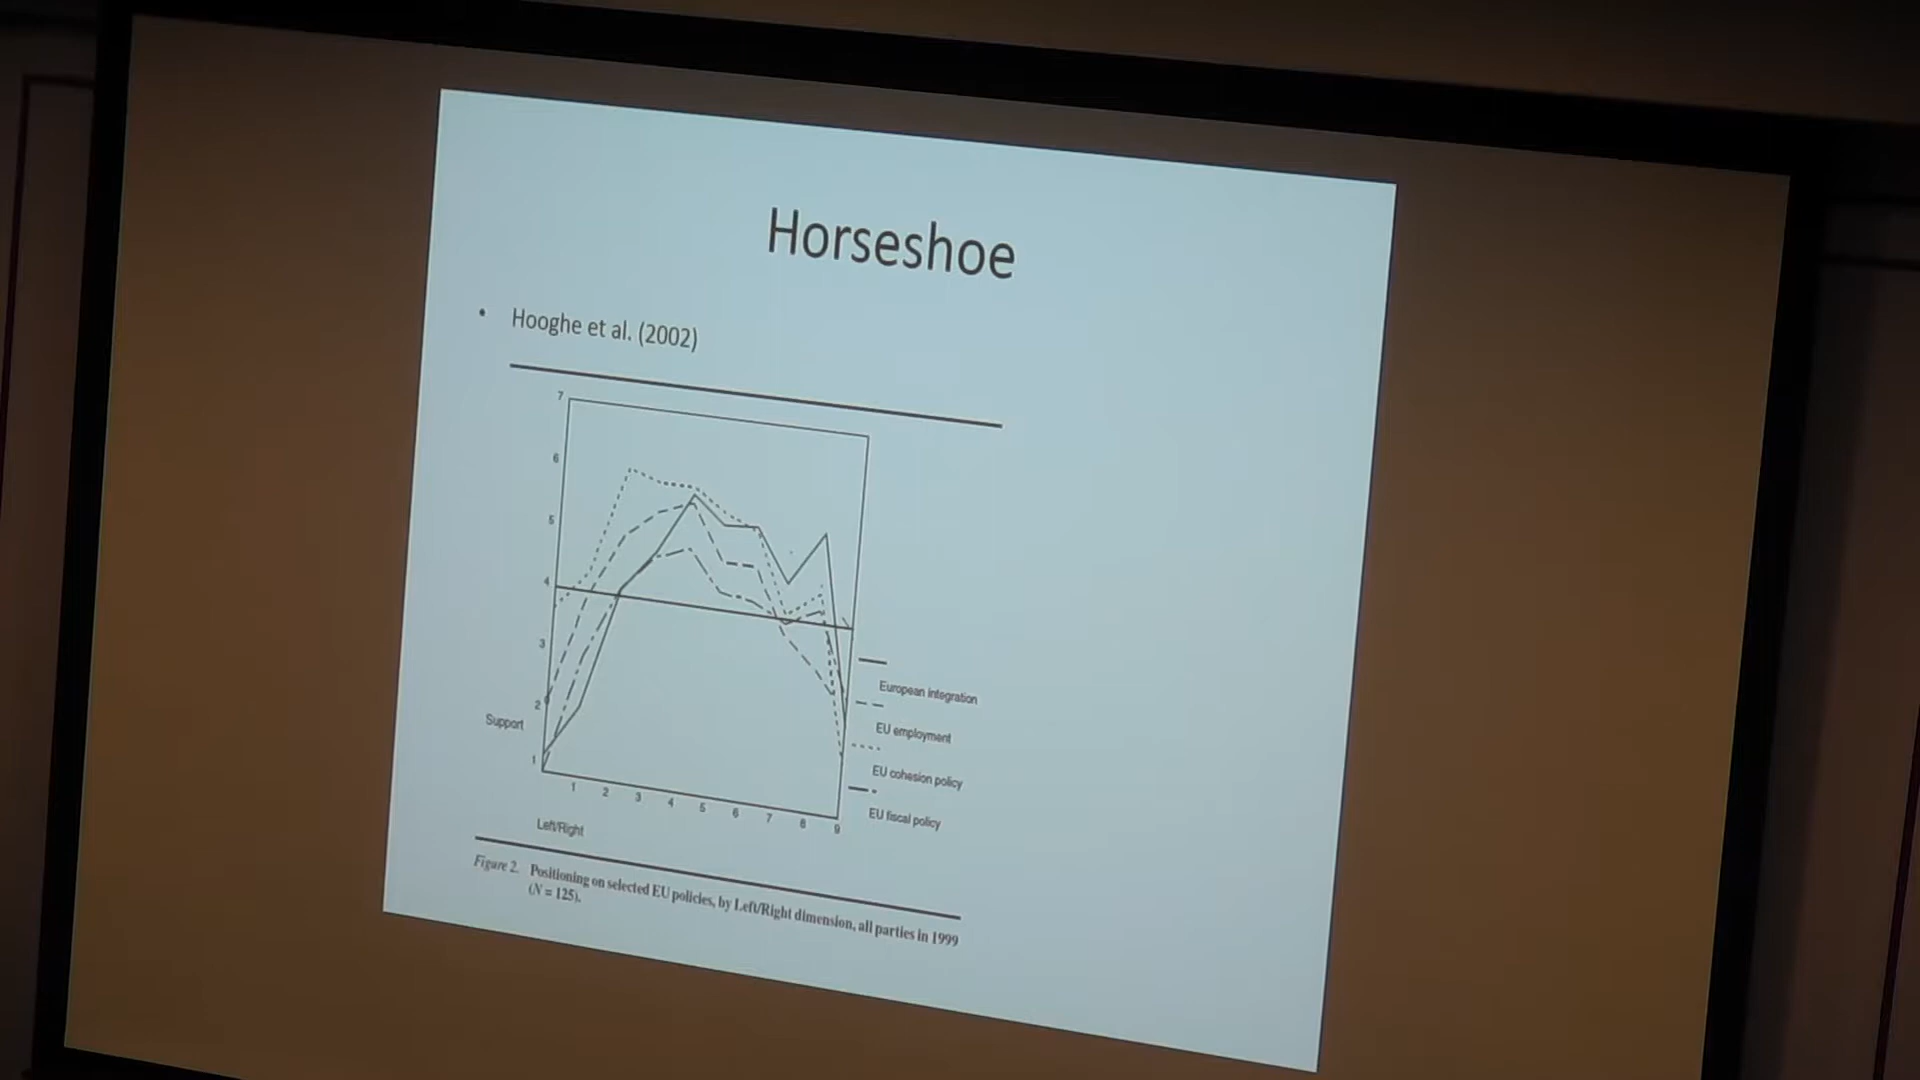 Horseshoe
• Hooghe et al. (2002)
7
6
5
4
3
2
1
Support
1 2 3 4 5 6 7 8 9
Left/Right
European integration
EU employment
EU cohesion policy
EU fiscal policy
Figure 2. Positioning on selected EU policies, by Left/Right dimension, all parties in 1999
(N = 125).